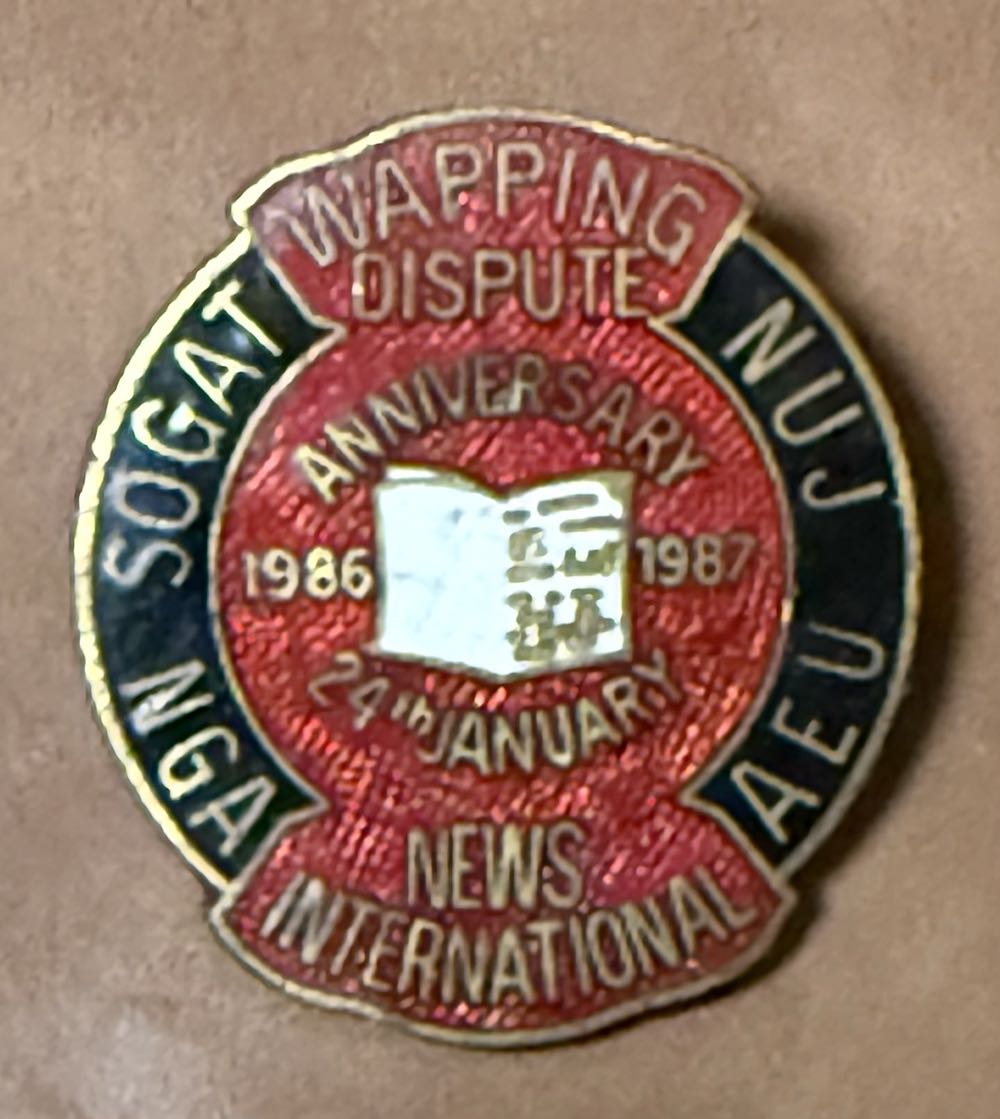 WAPPING
DISPUTE
SOGAT
NUJ
ANNIVERSARY
1986 1987
24th JANUARY
NGA
AEU
NEWS
INTERNATIONAL